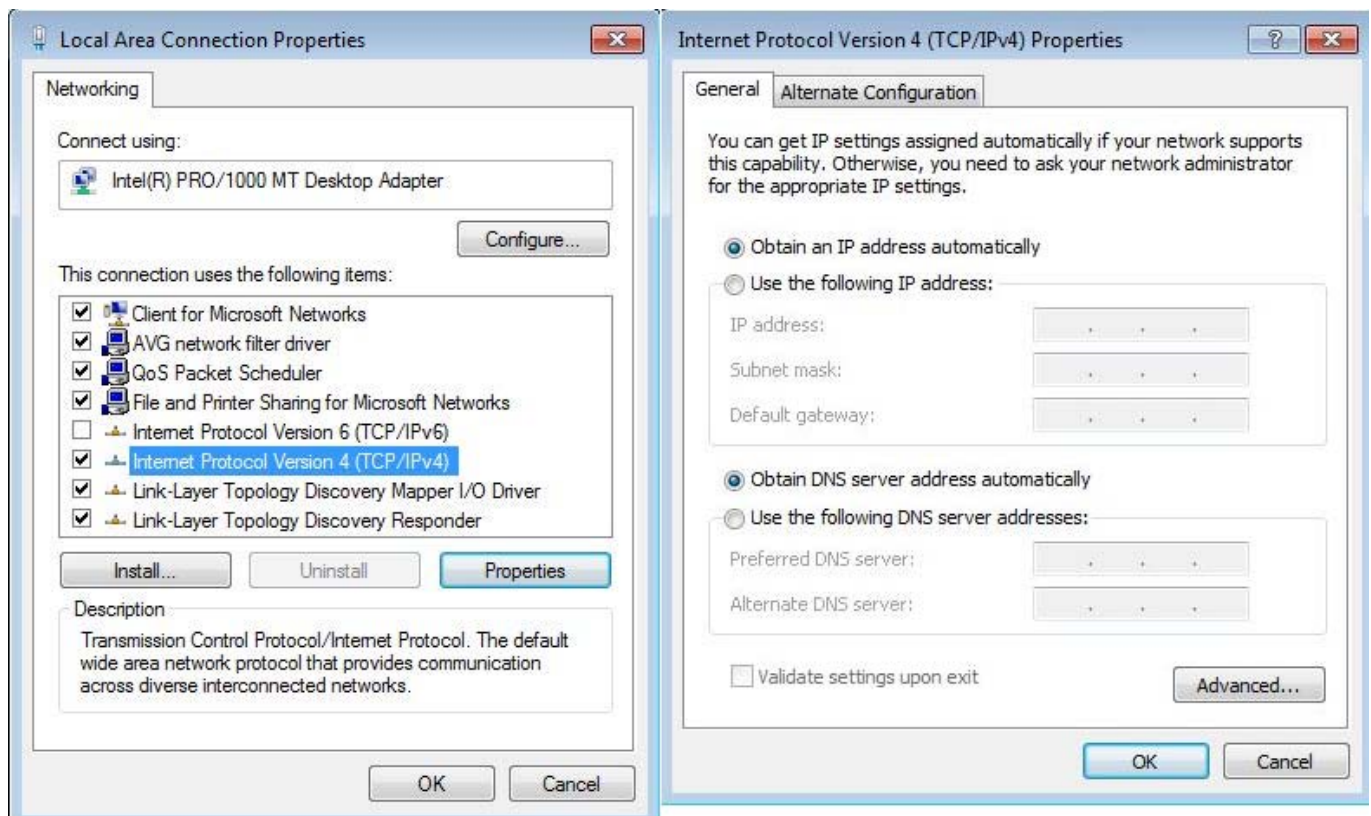 Local Area Connection Properties
Networking
Connect using:
Intel(R) PRO/1000 MT Desktop Adapter
Configure...
This connection uses the following items:
Client for Microsoft Networks
AVG network filter driver
QoS Packet Scheduler
File and Printer Sharing for Microsoft Networks
Internet Protocol Version 6 (TCP/IPv6)
Internet Protocol Version 4 (TCP/IPv4)
Link-Layer Topology Discovery Mapper I/O Driver
Link-Layer Topology Discovery Responder
Install... Uninstall Properties
Description
Transmission Control Protocol/Internet Protocol. The default
wide area network protocol that provides communication
across diverse interconnected networks.
OK Cancel
Internet Protocol Version 4 (TCP/IPv4) Properties
General Alternate Configuration
You can get IP settings assigned automatically if your network supports
this capability. Otherwise, you need to ask your network administrator
for the appropriate IP settings.
Obtain an IP address automatically
Use the following IP address:
IP address:
Subnet mask:
Default gateway:
Obtain DNS server address automatically
Use the following DNS server addresses:
Preferred DNS server:
Alternate DNS server:
Validate settings upon exit
Advanced...
OK Cancel